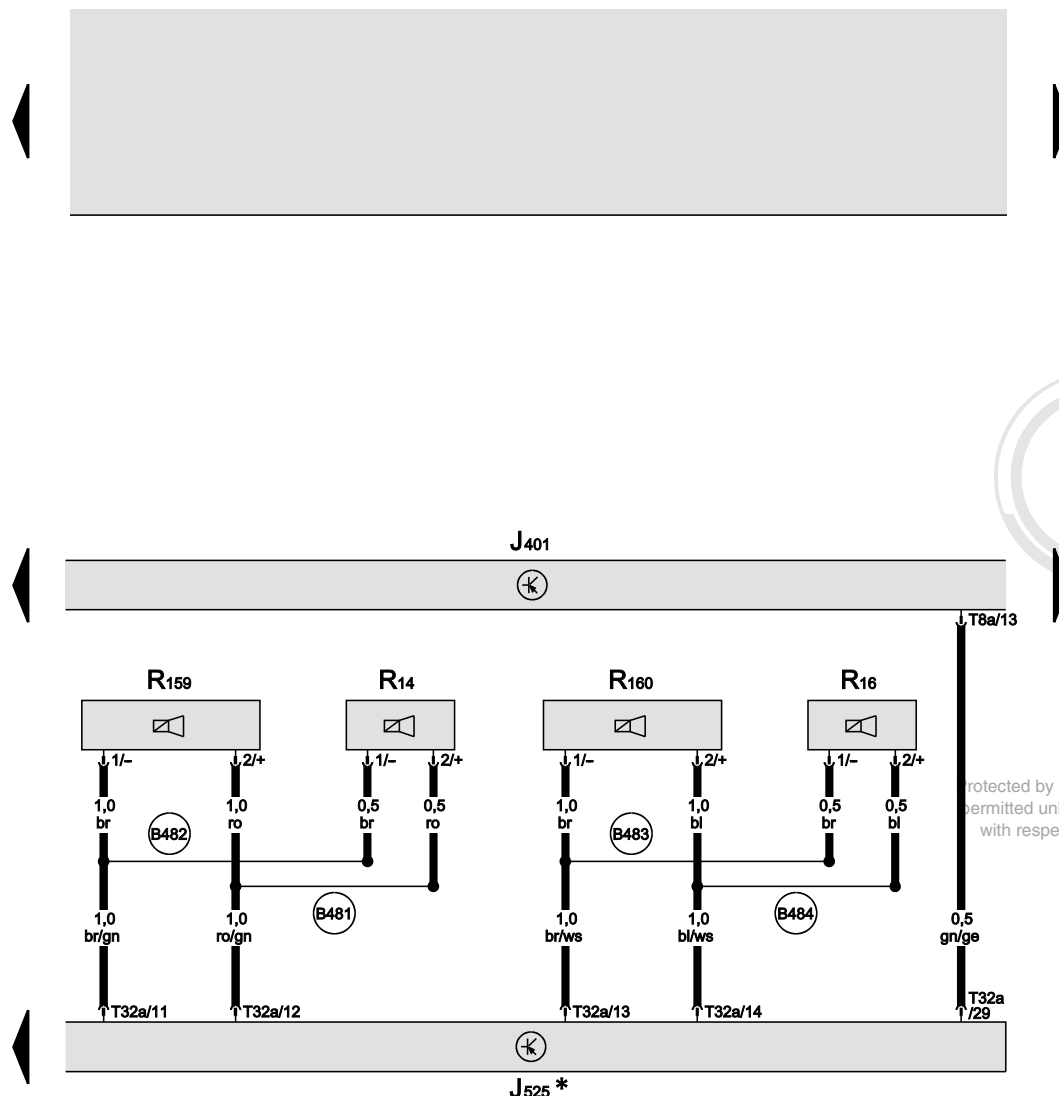 J401
T8a/13
R159 R14 R160 R16
1/– 2/+ 1/– 2/+ 1/– 2/+ 1/– 2/+
1,0 1,0 0,5 0,5 1,0 1,0 0,5 0,5
br ro br ro br bl br bl
rotected by
ermitted unl
with respe
B482 B483
B481 B484
1,0 1,0 1,0 1,0 0,5
br/gn ro/gn br/ws bl/ws gn/ge
T32a/11 T32a/12 T32a/13 T32a/14 T32a
/29
J525 *